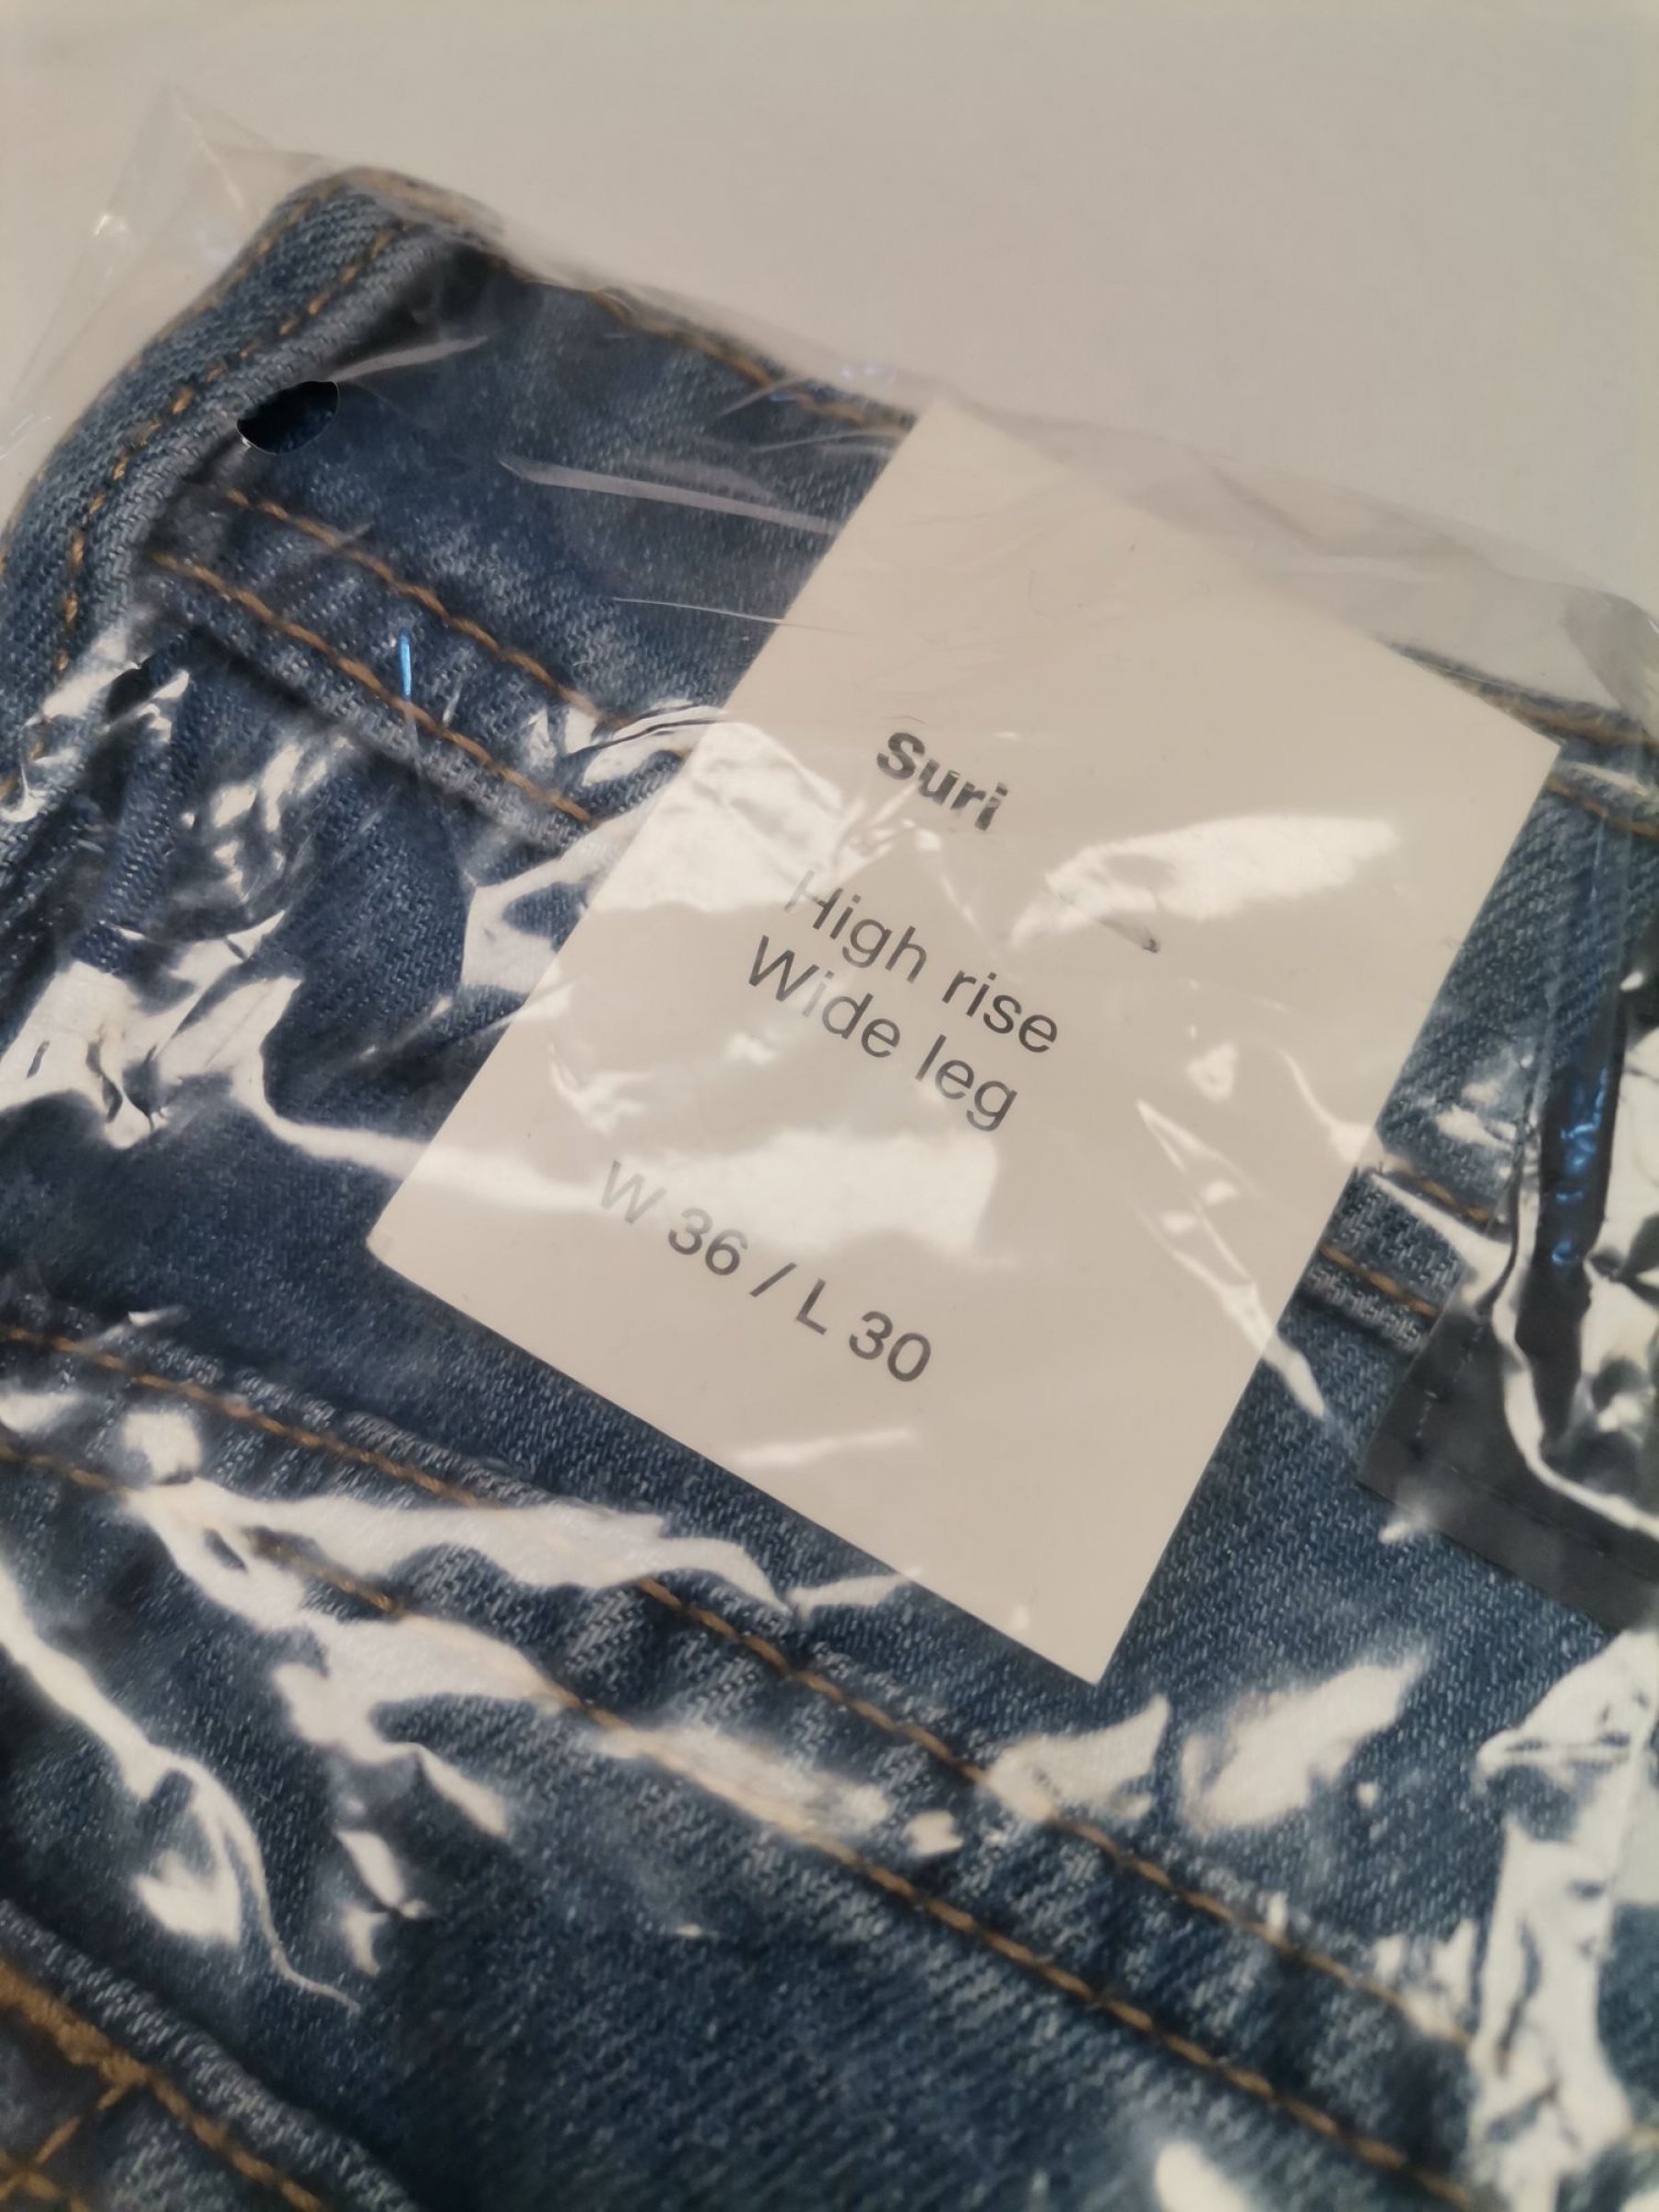 Suri
High rise
Wide leg
W 36 / L 30